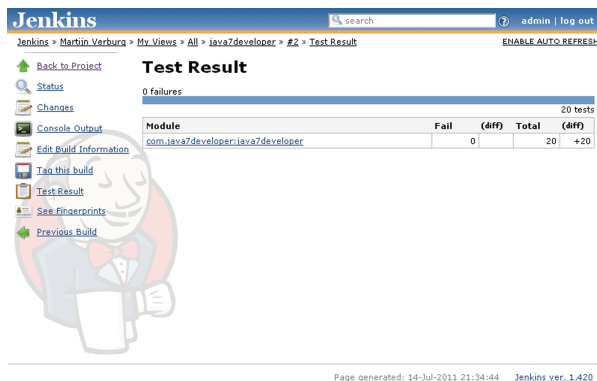 Jenkins
search
admin | log out
Jenkins » Martijn Verburg » My Views » All » java7developer » #2 » Test Result
ENABLE AUTO REFRESH
Back to Project
Status
Changes
Console Output
Edit Build Information
Tag this build
Test Result
See Fingerprints
Previous Build
Test Result
0 failures
20 tests
Module Fail (diff) Total (diff)
com.java7developer:java7developer 0 20 +20
Page generated: 14-Jul-2011 21:34:44 Jenkins ver. 1.420